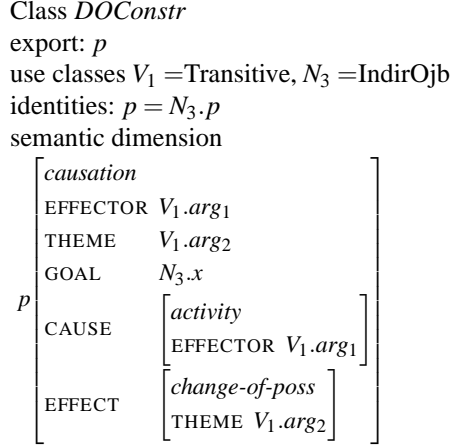 Class DOConstr
export: p
use classes V₁ =Transitive, N₃ =IndirOjb
identities: p = N₃.p
semantic dimension
causation
EFFECTOR V₁.arg₁
THEME V₁.arg₂
GOAL N₃.x
p
activity
CAUSE
EFFECTOR V₁.arg₁
change-of-poss
EFFECT
THEME V₁.arg₂